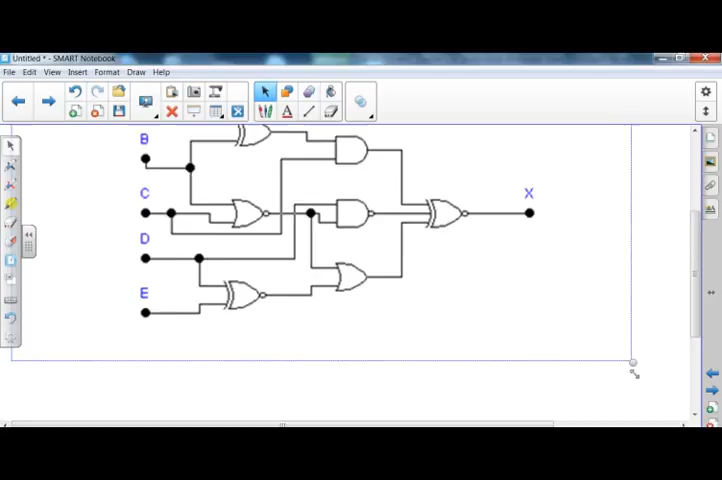 Untitled * - SMART Notebook
File Edit View Insert Format Draw Help
B
C
X
D
E